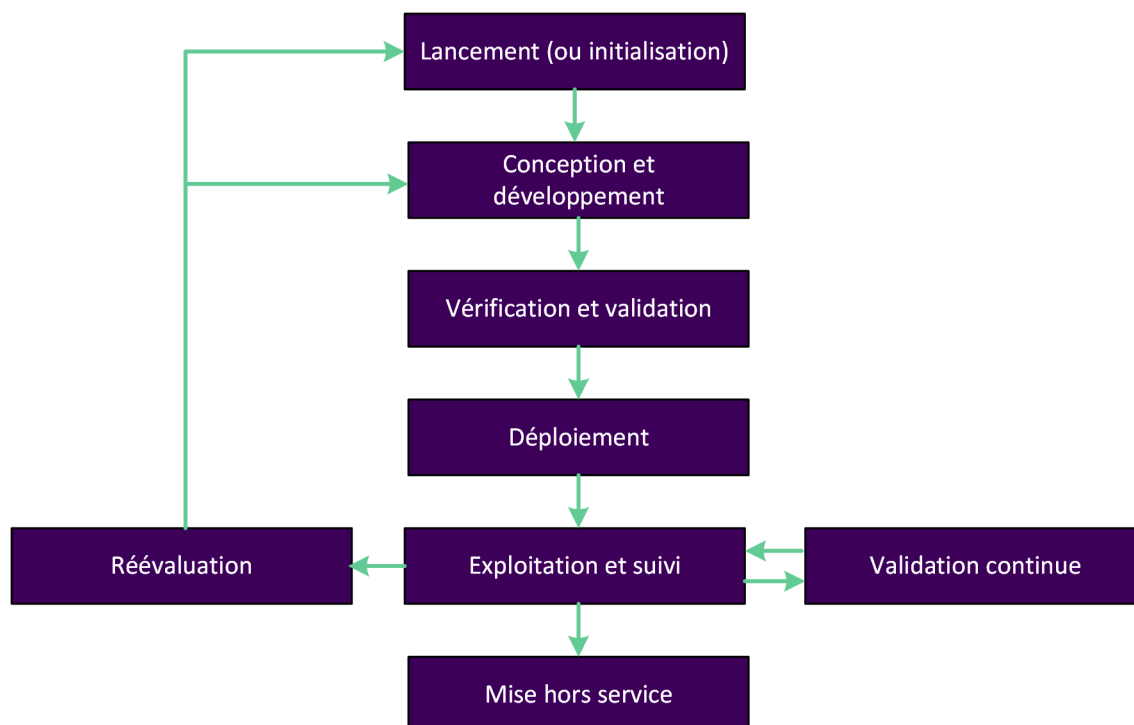 Lancement (ou initialisation)
Conception et
développement
Vérification et validation
Déploiement
Réévaluation
Exploitation et suivi
Validation continue
Mise hors service